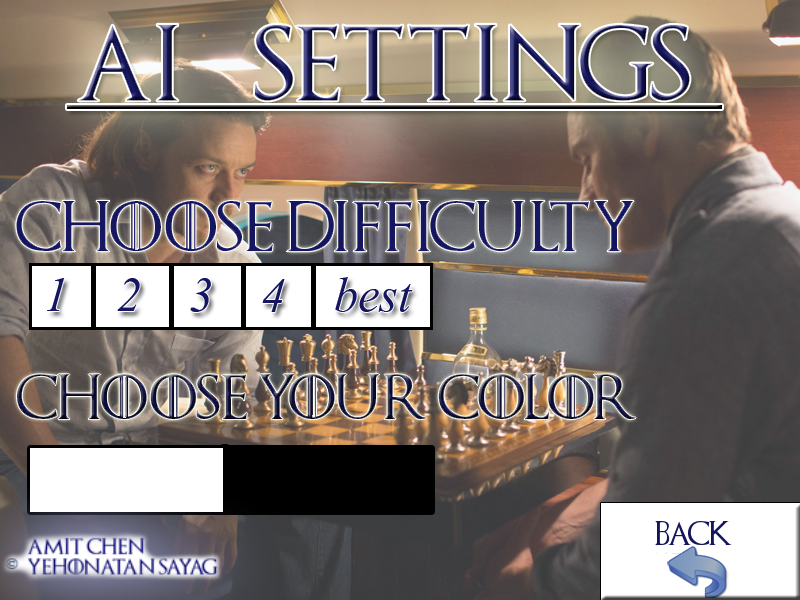 AI SETTINGS
CHOOSE DIFFICULTY
1 2 3 4 best
CHOOSE YOUR COLOR
BACK
AMIT CHEN
© YEHONATAN SAYAG